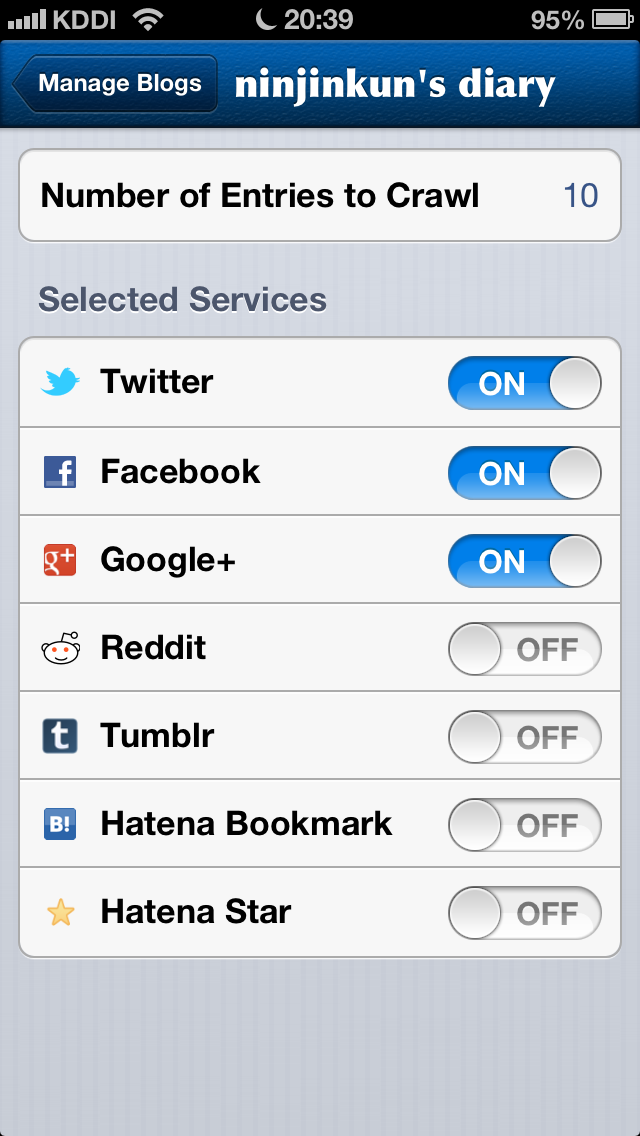 KDDI 20:39 95%
Manage Blogs ninjinkun's diary
Number of Entries to Crawl 10
Selected Services
Twitter ON
f Facebook ON
g+ Google+ ON
Reddit OFF
t Tumblr OFF
B! Hatena Bookmark OFF
Hatena Star OFF